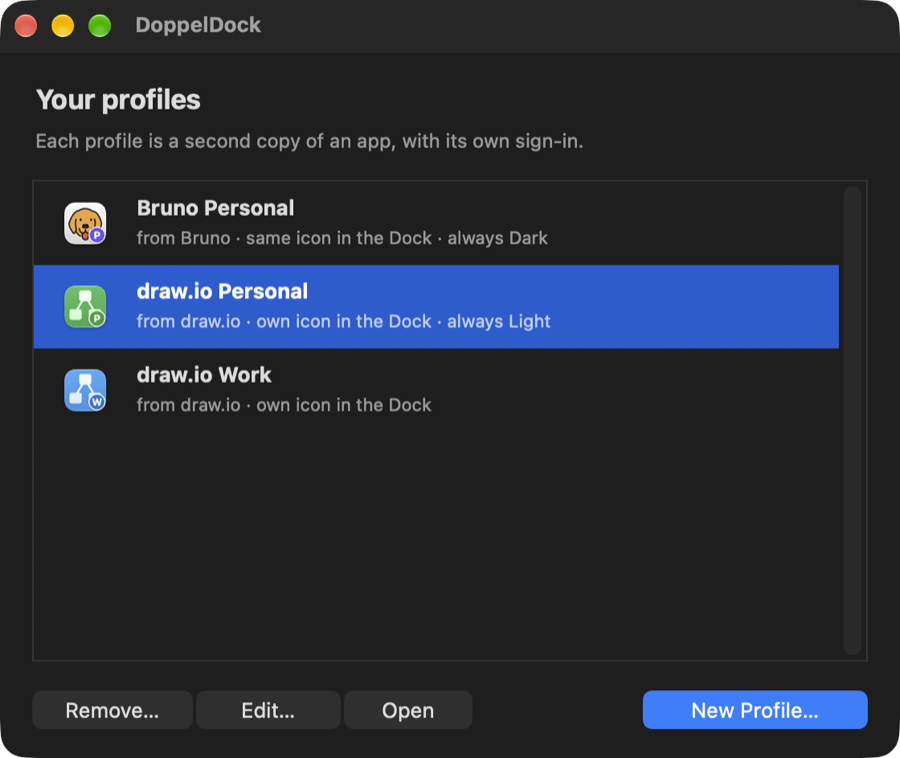 DoppelDock
Your profiles
Each profile is a second copy of an app, with its own sign-in.
Bruno Personal
from Bruno · same icon in the Dock · always Dark
P
draw.io Personal
from draw.io · own icon in the Dock · always Light
P
draw.io Work
from draw.io · own icon in the Dock
W
Remove...
Edit...
Open
New Profile...